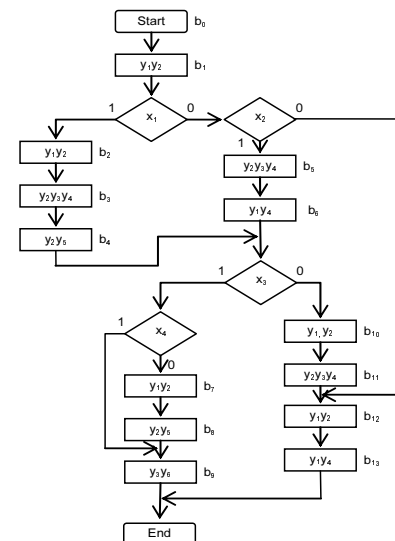 Start b₀
y₁y₂ b₁
1 x₁ 0 x₂ 0
1
y₁y₂ b₂
y₂y₃y₄ b₅
y₂y₃y₄ b₃
y₁y₄ b₆
y₂y₅ b₄
1 x₃ 0
1 x₄
y₁, y₂ b₁₀
0
y₁y₂ b₇
y₂y₃y₄ b₁₁
y₂y₅ b₈
y₁y₂ b₁₂
y₃y₆ b₉
y₁y₄ b₁₃
End